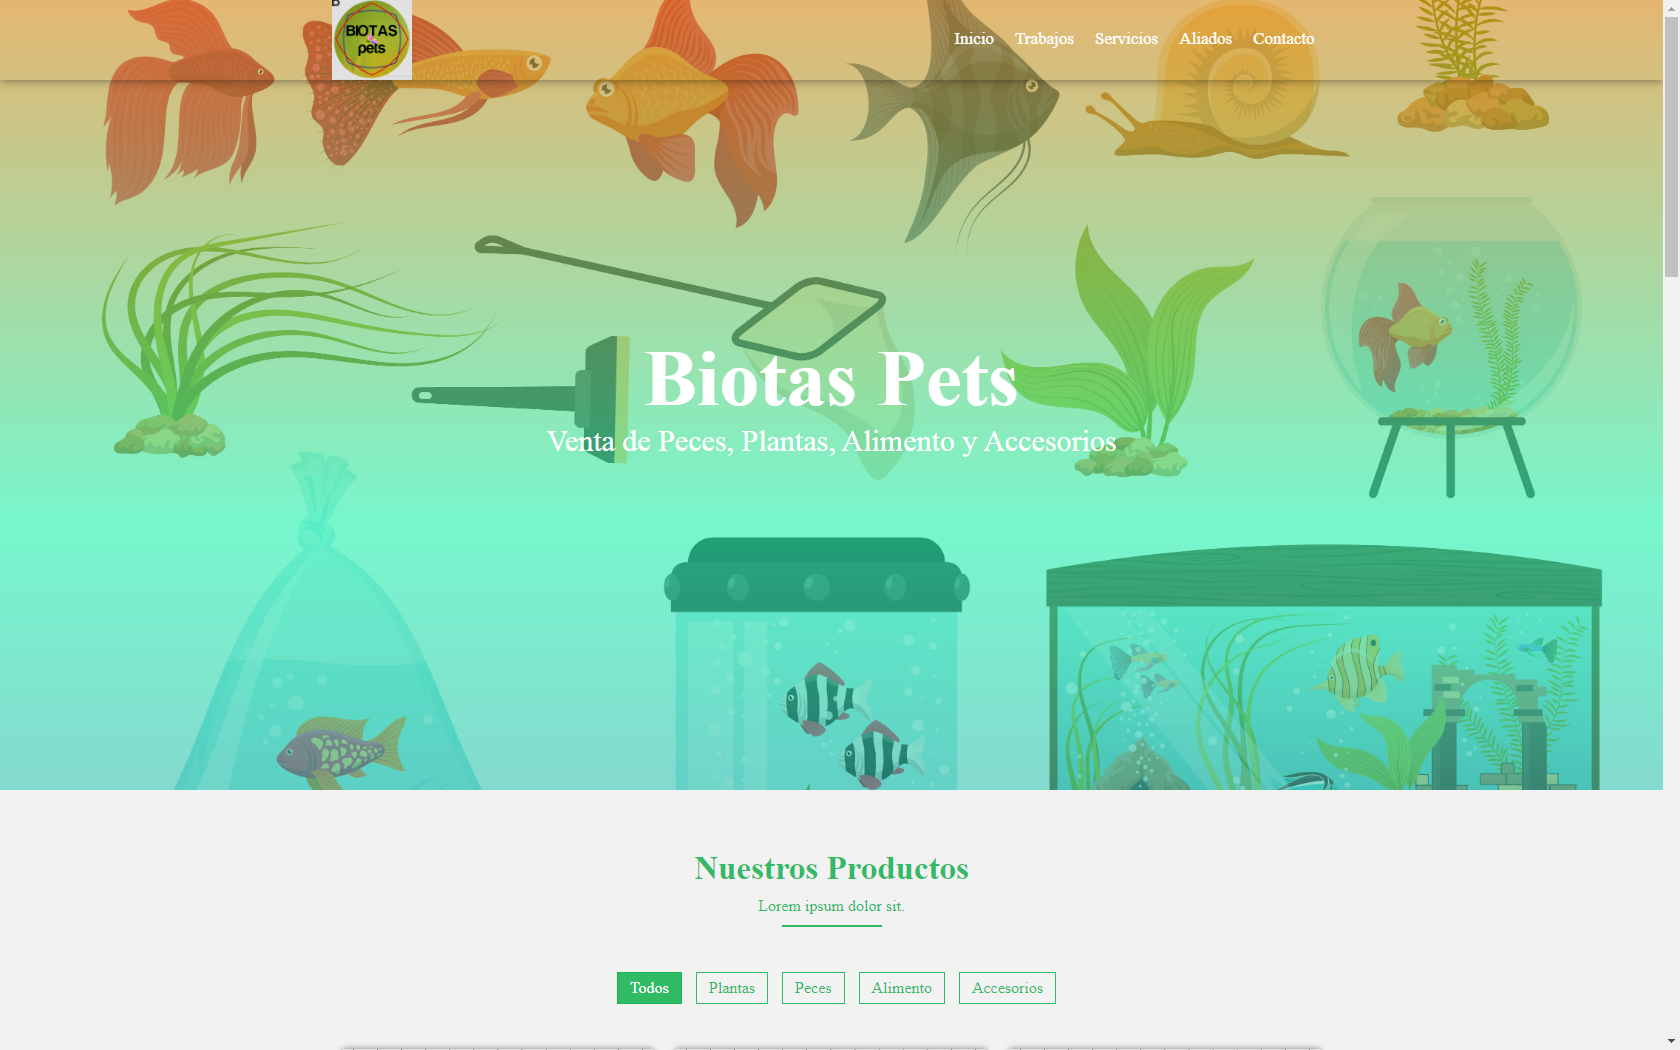 BIOTAS
pets
Inicio Trabajos Servicios Aliados Contacto
Biotas Pets
Venta de Peces, Plantas, Alimento y Accesorios
Nuestros Productos
Lorem ipsum dolor sit.
Todos Plantas Peces Alimento Accesorios